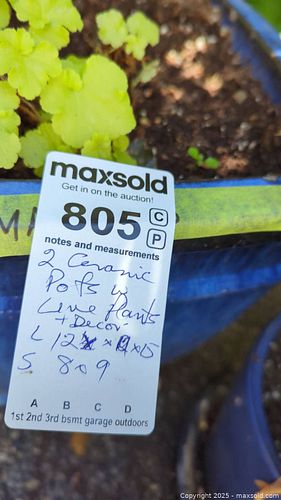 maxsold
Get in on the auction!
805 C
P
notes and measurements
2 Ceramic
Pots w
Live Plants
+ Decor
L 12 x x 15
S 8 x 9
A B C D
1st 2nd 3rd bsmt garage outdoors
Copyright 2025 - maxsold.com